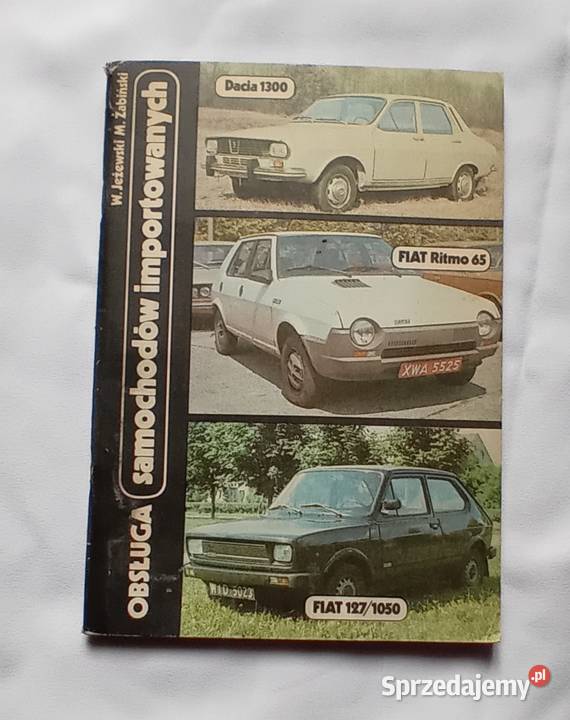 W. Jeżewski M. Żabiński
OBSŁUGA samochodów importowanych
Dacia 1300
FIAT Ritmo 65
XWA 5525
FIAT 127/1050
Sprzedajemy.pl